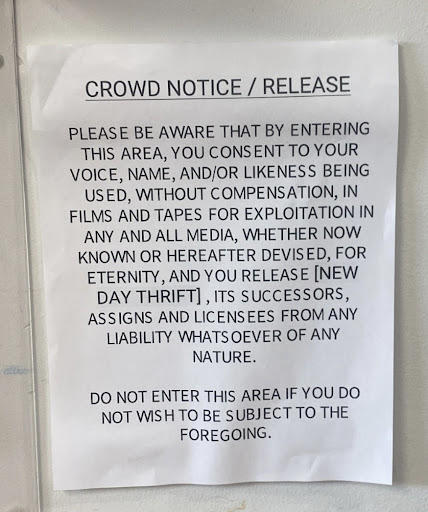 CROWD NOTICE / RELEASE
PLEASE BE AWARE THAT BY ENTERING
THIS AREA, YOU CONSENT TO YOUR
VOICE, NAME, AND/OR LIKENESS BEING
USED, WITHOUT COMPENSATION, IN
FILMS AND TAPES FOR EXPLOITATION IN
ANY AND ALL MEDIA, WHETHER NOW
KNOWN OR HEREAFTER DEVISED, FOR
ETERNITY, AND YOU RELEASE [NEW
DAY THRIFT] , ITS SUCCESSORS,
ASSIGNS AND LICENSEES FROM ANY
LIABILITY WHATSOEVER OF ANY
NATURE.
DO NOT ENTER THIS AREA IF YOU DO
NOT WISH TO BE SUBJECT TO THE
FOREGOING.